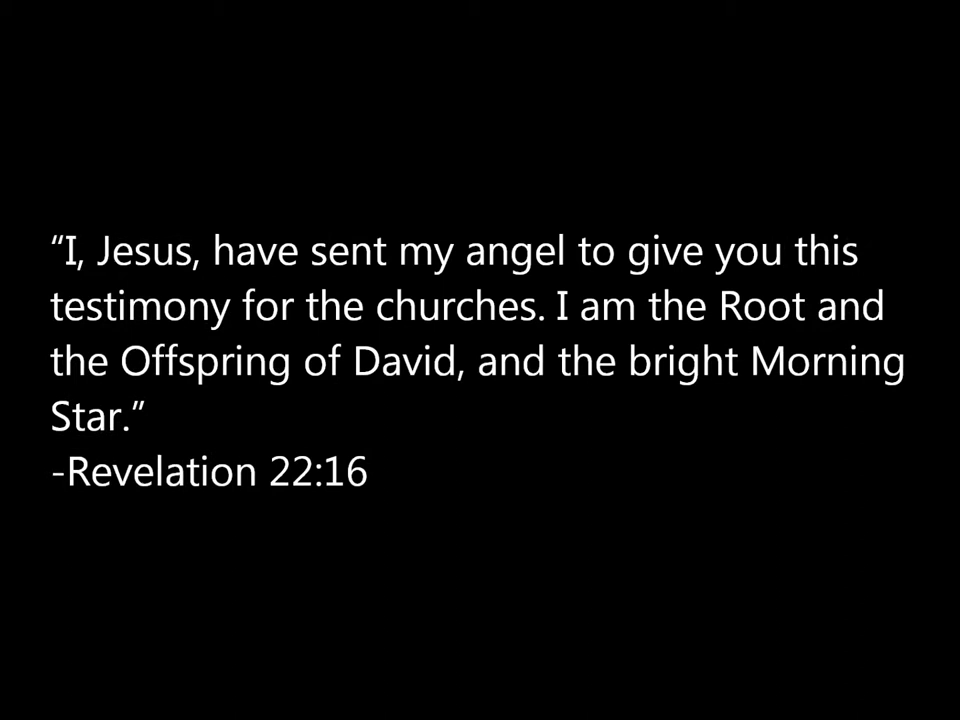 “I, Jesus, have sent my angel to give you this
testimony for the churches. I am the Root and
the Offspring of David, and the bright Morning
Star.”
-Revelation 22:16